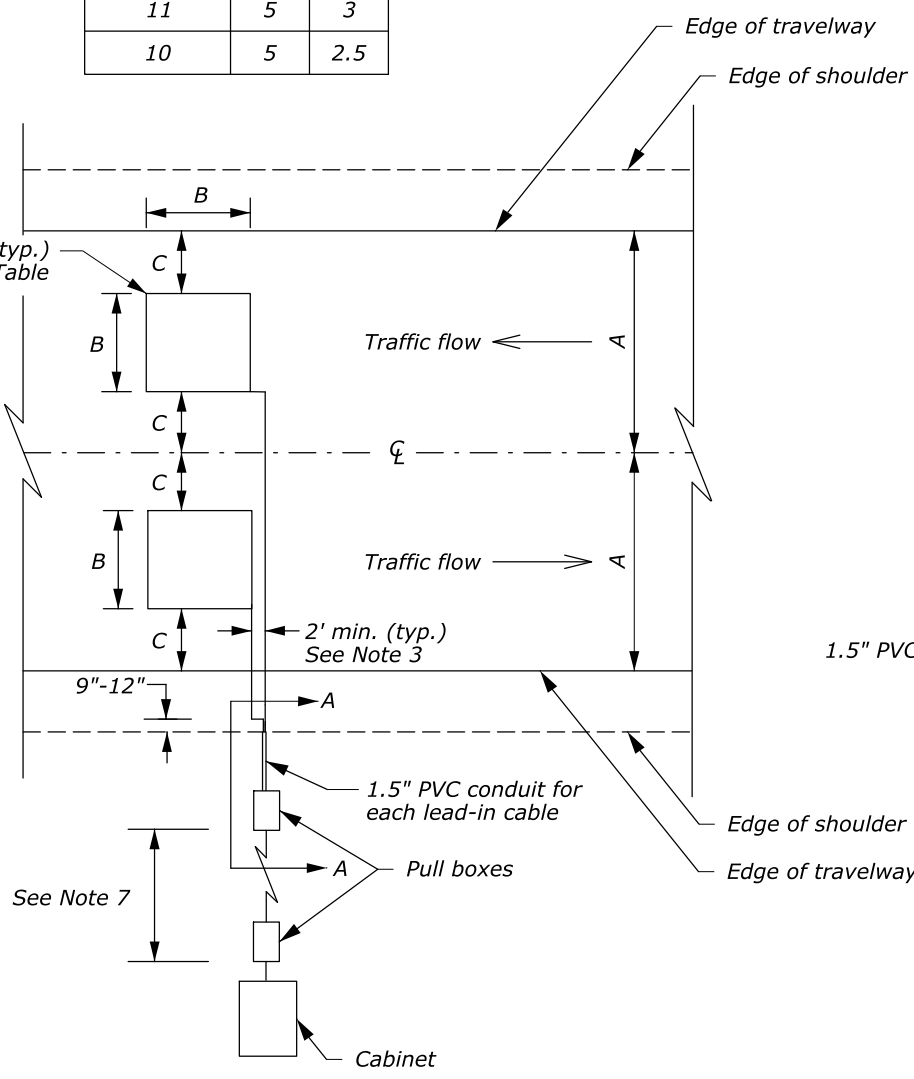 11 5 3
10 5 2.5
Edge of travelway
Edge of shoulder
B
typ.)
Table
C
B
Traffic flow
A
C
℄
C
B
Traffic flow
A
C
2' min. (typ.)
See Note 3
1.5" PVC
9"-12"
A
1.5" PVC conduit for
each lead-in cable
Edge of shoulder
A
Pull boxes
Edge of travelway
See Note 7
Cabinet